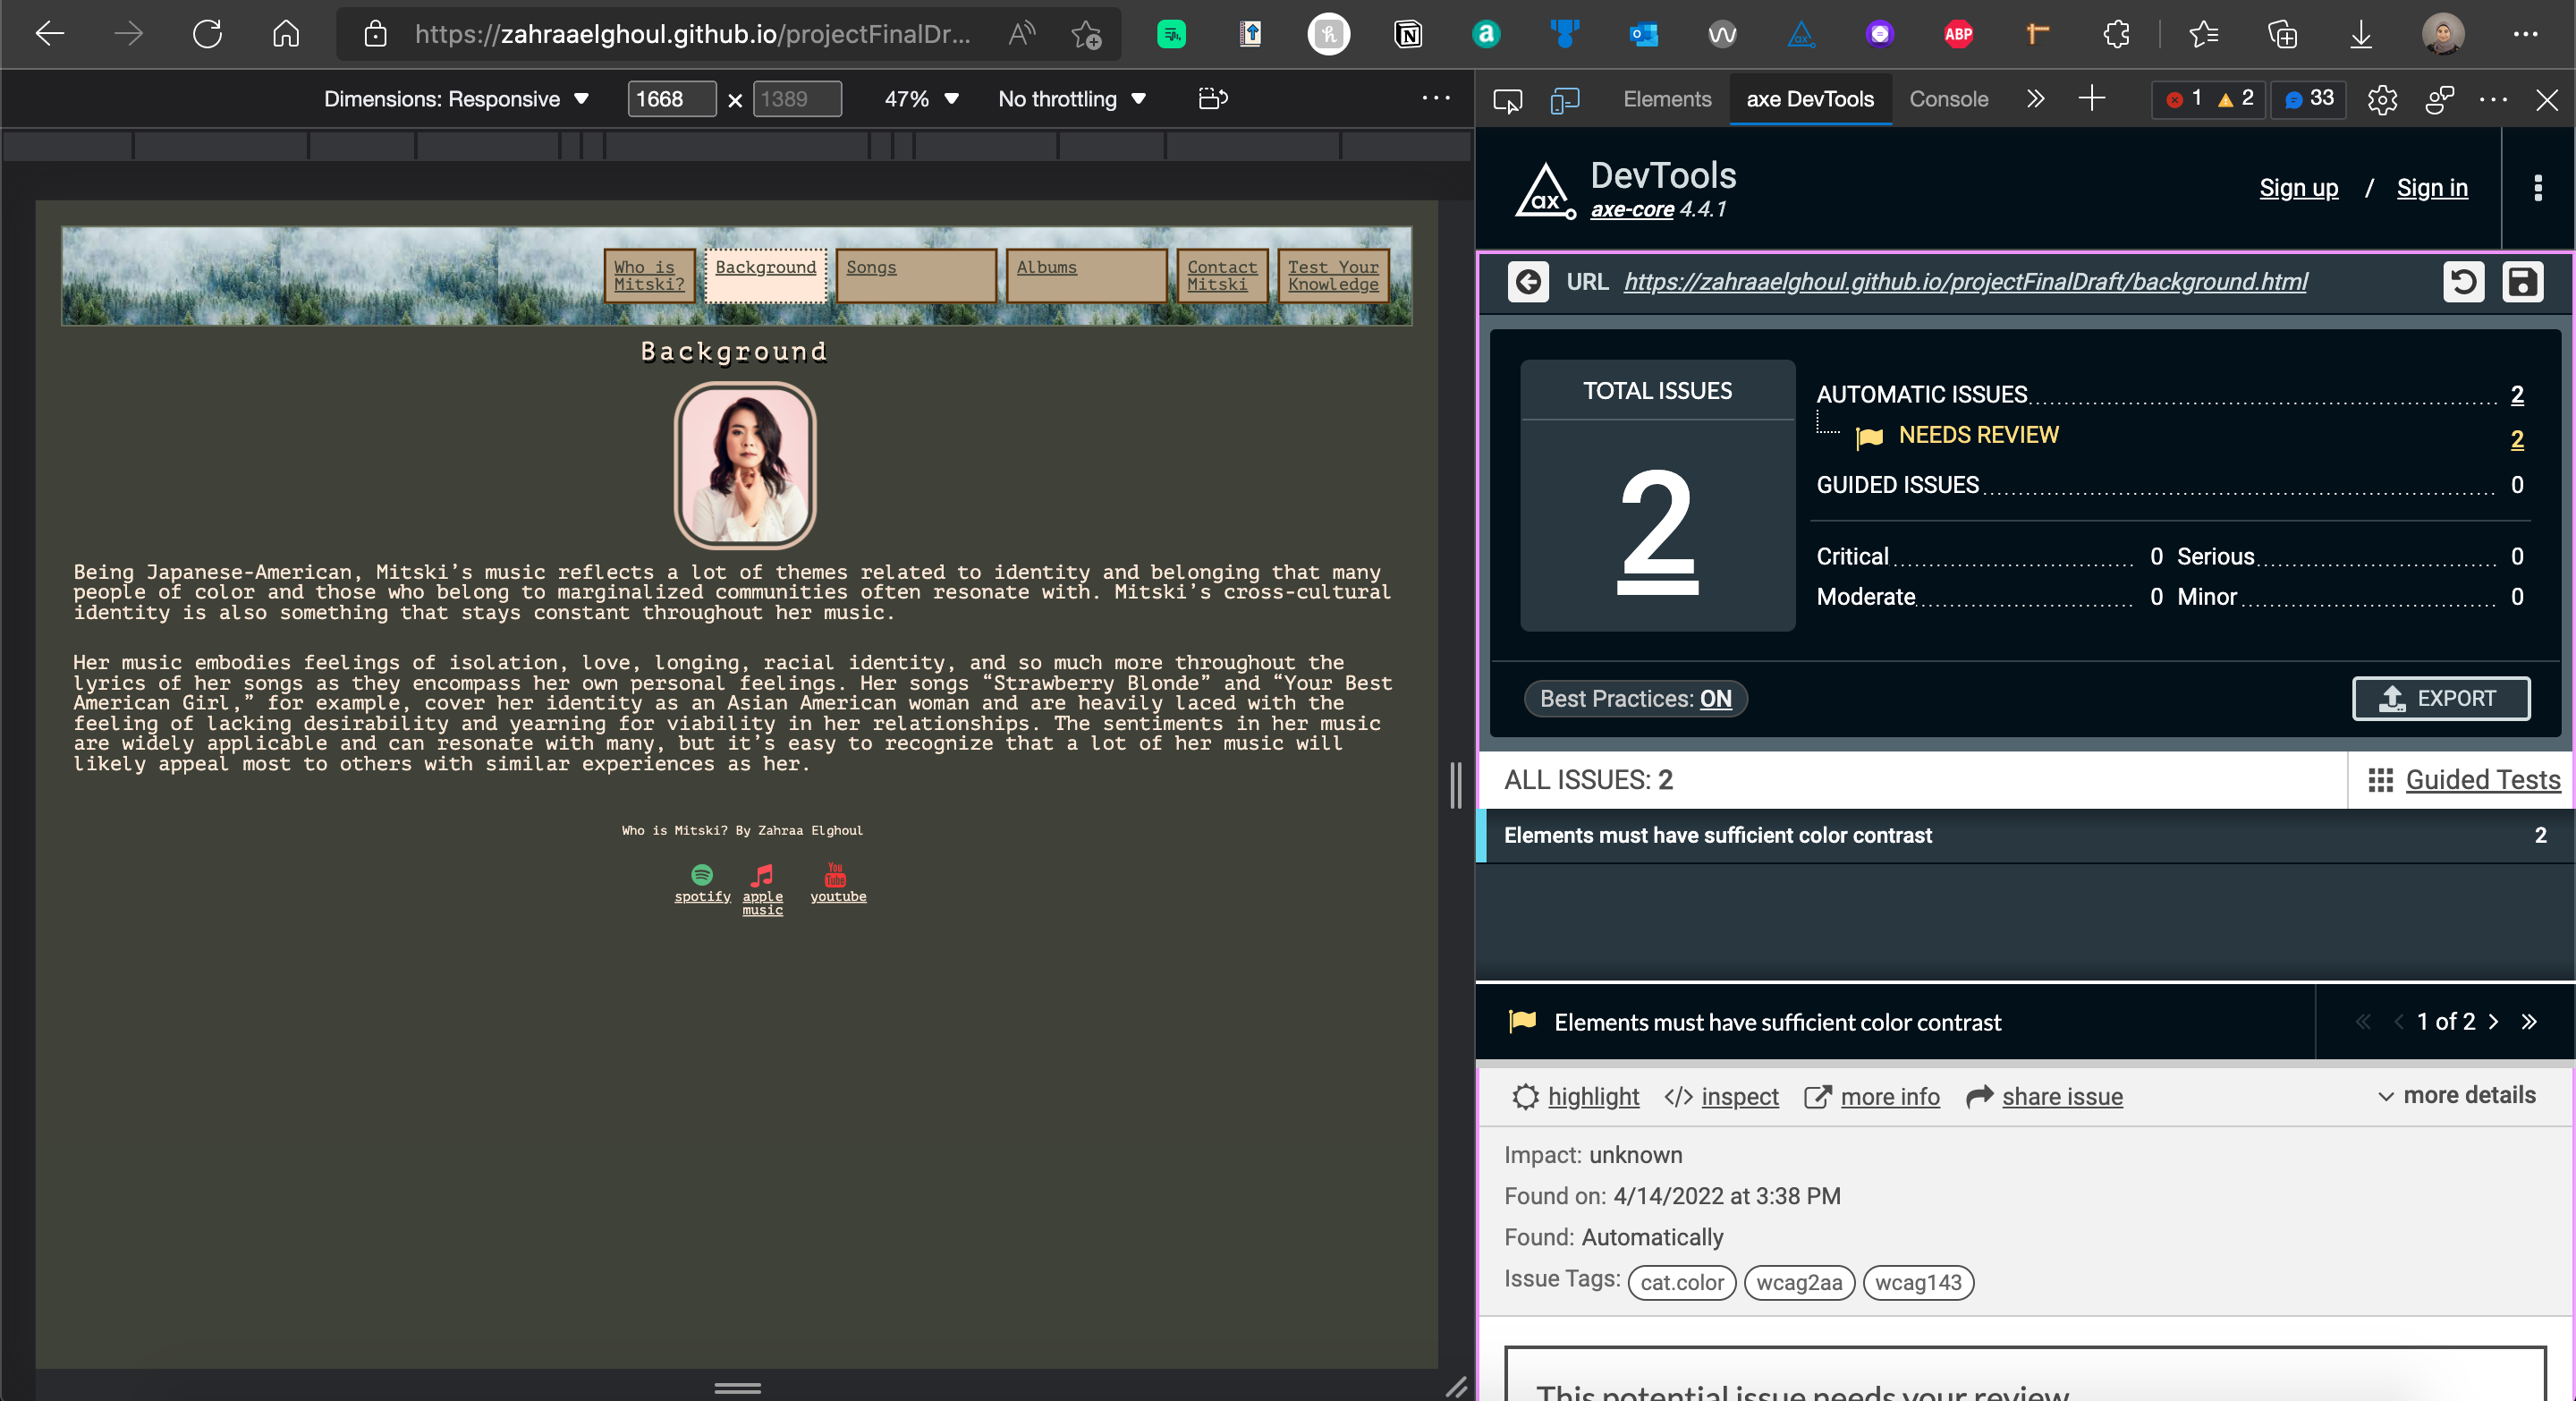 https://zahraaelghoul.github.io/projectFinalDr...
ABP
Dimensions: Responsive 1668 × 1389 47% No throttling
Elements axe DevTools Console 1 2 33
Who is
Mitski?
Background
Songs
Albums
Contact
Mitski
Test Your
Knowledge
Background
Being Japanese-American, Mitski’s music reflects a lot of themes related to identity and belonging that many
people of color and those who belong to marginalized communities often resonate with. Mitski’s cross-cultural
identity is also something that stays constant throughout her music.
Her music embodies feelings of isolation, love, longing, racial identity, and so much more throughout the
lyrics of her songs as they encompass her own personal feelings. Her songs “Strawberry Blonde” and “Your Best
American Girl,” for example, cover her identity as an Asian American woman and are heavily laced with the
feeling of lacking desirability and yearning for viability in her relationships. The sentiments in her music
are widely applicable and can resonate with many, but it’s easy to recognize that a lot of her music will
likely appeal most to others with similar experiences as her.
Who is Mitski? By Zahraa Elghoul
You
Tube
spotify
apple
music
youtube
ax
DevTools
axe-core 4.4.1
Sign up / Sign in
URL https://zahraaelghoul.github.io/projectFinalDraft/background.html
TOTAL ISSUES
2
AUTOMATIC ISSUES 2
NEEDS REVIEW 2
GUIDED ISSUES 0
Critical 0 Serious 0
Moderate 0 Minor 0
Best Practices: ON
EXPORT
ALL ISSUES: 2
Guided Tests
Elements must have sufficient color contrast 2
Elements must have sufficient color contrast
1 of 2
highlight </> inspect more info share issue more details
Impact: unknown
Found on: 4/14/2022 at 3:38 PM
Found: Automatically
Issue Tags: cat.color wcag2aa wcag143
This potential issue needs your review